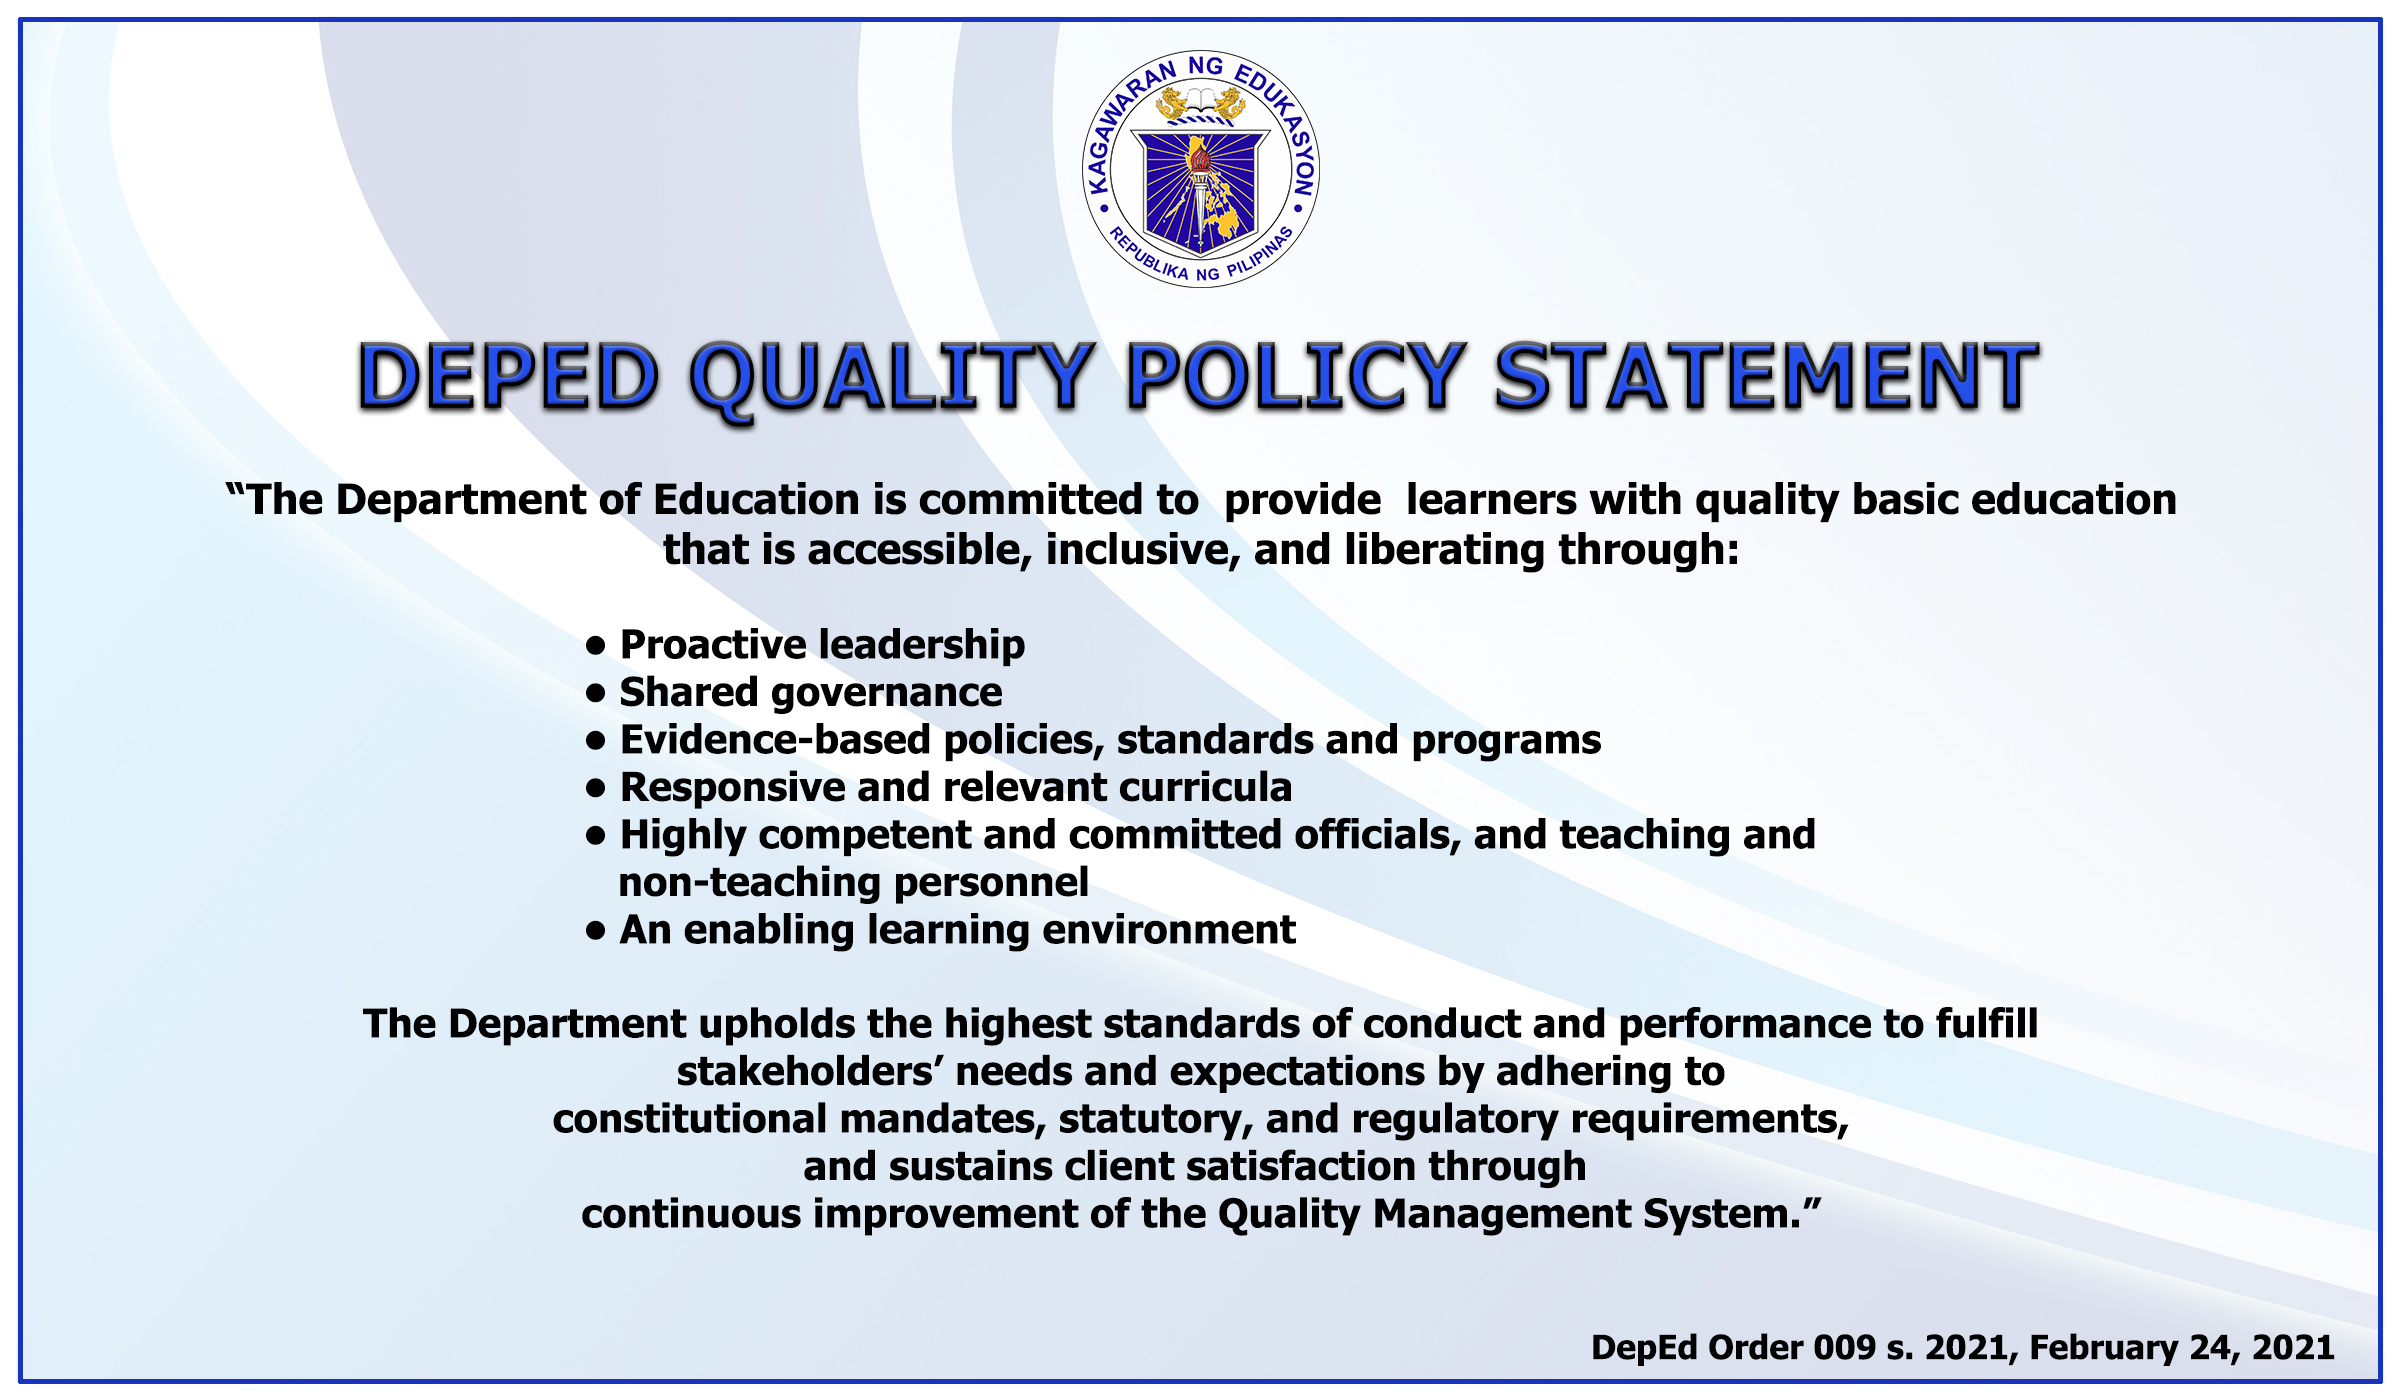 KAGAWARAN NG EDUKASYON
REPUBLIKA NG PILIPINAS
DEPED QUALITY POLICY STATEMENT
“The Department of Education is committed to provide learners with quality basic education
that is accessible, inclusive, and liberating through:
• Proactive leadership
• Shared governance
• Evidence-based policies, standards and programs
• Responsive and relevant curricula
• Highly competent and committed officials, and teaching and
non-teaching personnel
• An enabling learning environment
The Department upholds the highest standards of conduct and performance to fulfill
stakeholders’ needs and expectations by adhering to
constitutional mandates, statutory, and regulatory requirements,
and sustains client satisfaction through
continuous improvement of the Quality Management System.”
DepEd Order 009 s. 2021, February 24, 2021